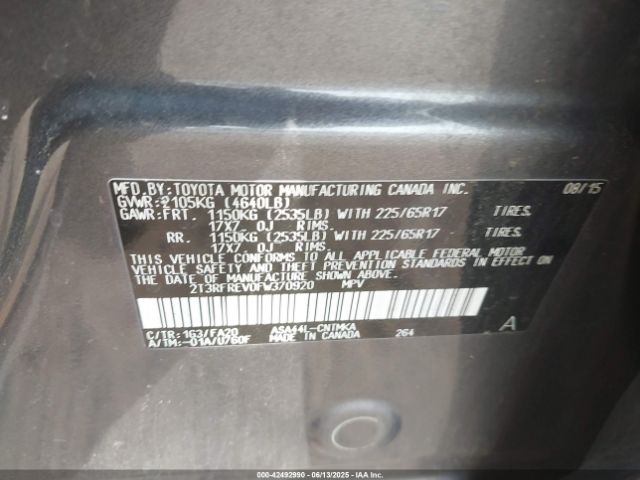 MFD.BY:TOYOTA MOTOR MANUFACTURING CANADA INC. 08/15
GVWR:2105KG (4640LB)
GAWR:FRT. 1150KG (2535LB) WITH 225/65R17 TIRES,
17X7 0J RIMS.
RR. 1150KG (2535LB) WITH 225/65R17 TIRES,
17X7 0J RIMS.
THIS VEHICLE CONFORMS TO ALL APPLICABLE FEDERAL MOTOR
VEHICLE SAFETY AND THEFT PREVENTION STANDARDS IN EFFECT ON
THE DATE OF MANUFACTURE SHOWN ABOVE.
2T3RFREV0FW370920 MPV
C/TR:1G3/FA20 ASA44L-CNTMKA 264 A
A/TM:-01A/U760F MADE IN CANADA
000-42492990 - 06/13/2025 - IAA Inc.